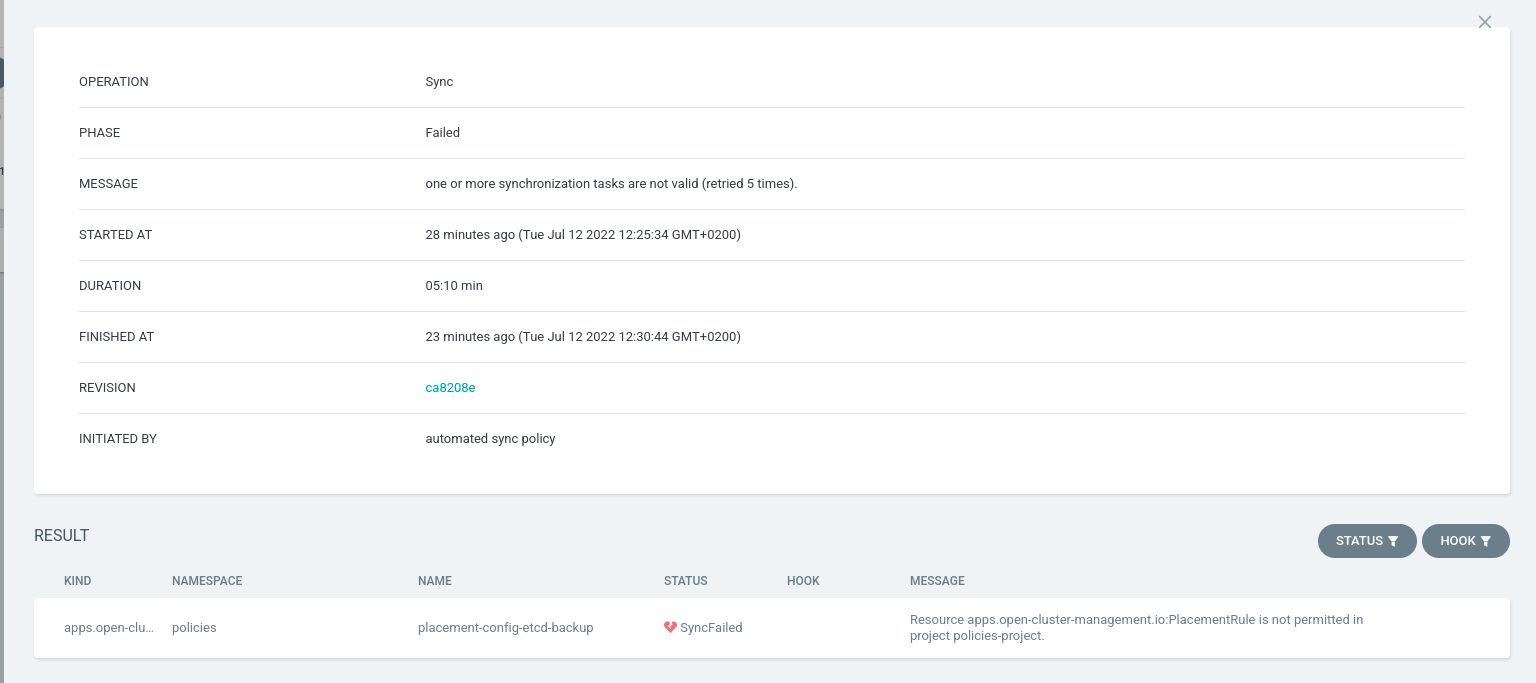 OPERATION Sync
PHASE Failed
MESSAGE one or more synchronization tasks are not valid (retried 5 times).
STARTED AT 28 minutes ago (Tue Jul 12 2022 12:25:34 GMT+0200)
DURATION 05:10 min
FINISHED AT 23 minutes ago (Tue Jul 12 2022 12:30:44 GMT+0200)
REVISION ca8208e
INITIATED BY automated sync policy
RESULT
STATUS HOOK
KIND NAMESPACE NAME STATUS HOOK MESSAGE
apps.open-clu... policies placement-config-etcd-backup SyncFailed Resource apps.open-cluster-management.io:PlacementRule is not permitted in
project policies-project.